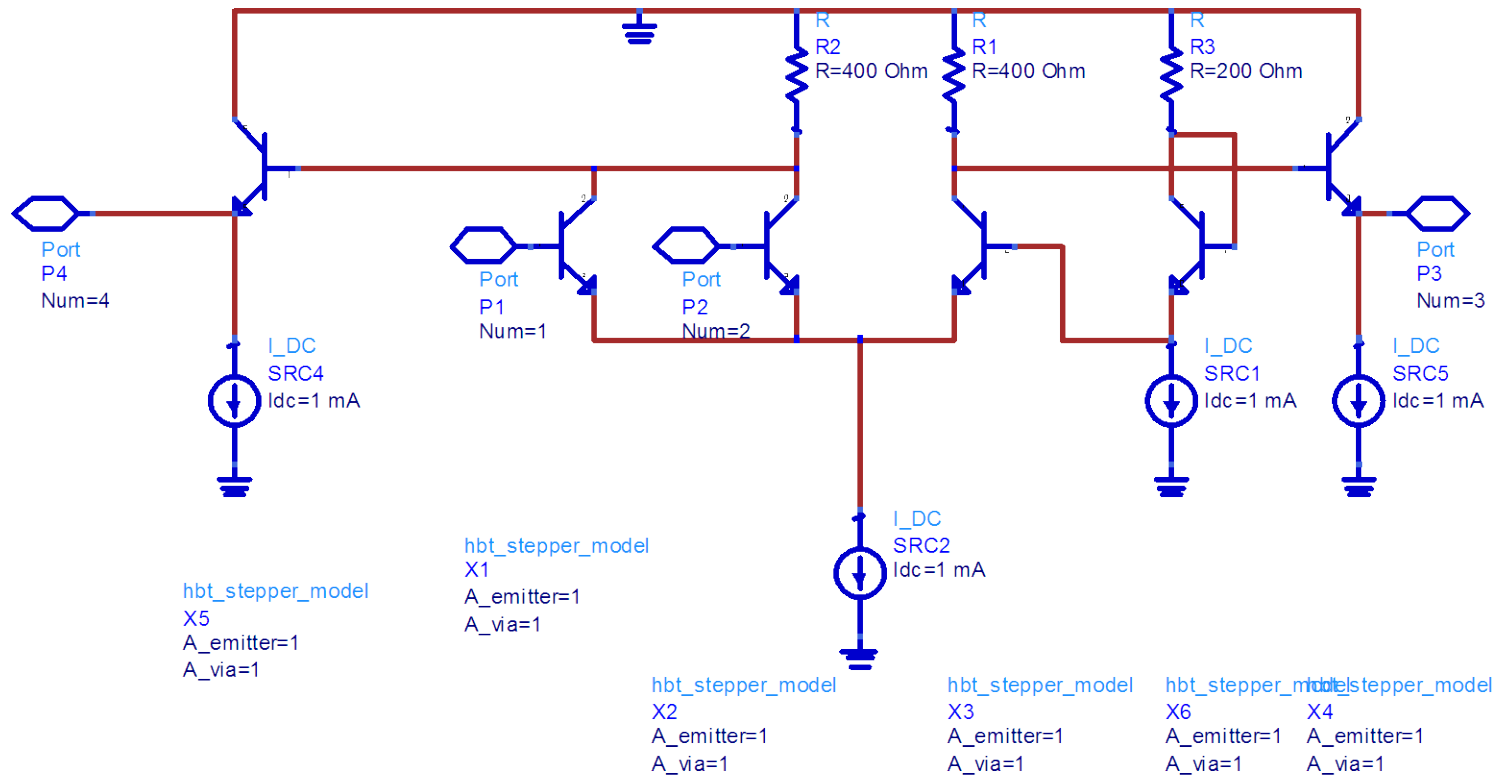 R
R2
R=400 Ohm
R
R1
R=400 Ohm
R
R3
R=200 Ohm
Port
P4
Num=4
Port
P1
Num=1
Port
P2
Num=2
Port
P3
Num=3
I_DC
SRC4
Idc=1 mA
I_DC
SRC1
Idc=1 mA
I_DC
SRC5
Idc=1 mA
I_DC
SRC2
Idc=1 mA
hbt_stepper_model
X5
A_emitter=1
A_via=1
hbt_stepper_model
X1
A_emitter=1
A_via=1
hbt_stepper_model
X2
A_emitter=1
A_via=1
hbt_stepper_model
X3
A_emitter=1
A_via=1
hbt_stepper_model
X6
A_emitter=1
A_via=1
hbt_stepper_model
X4
A_emitter=1
A_via=1